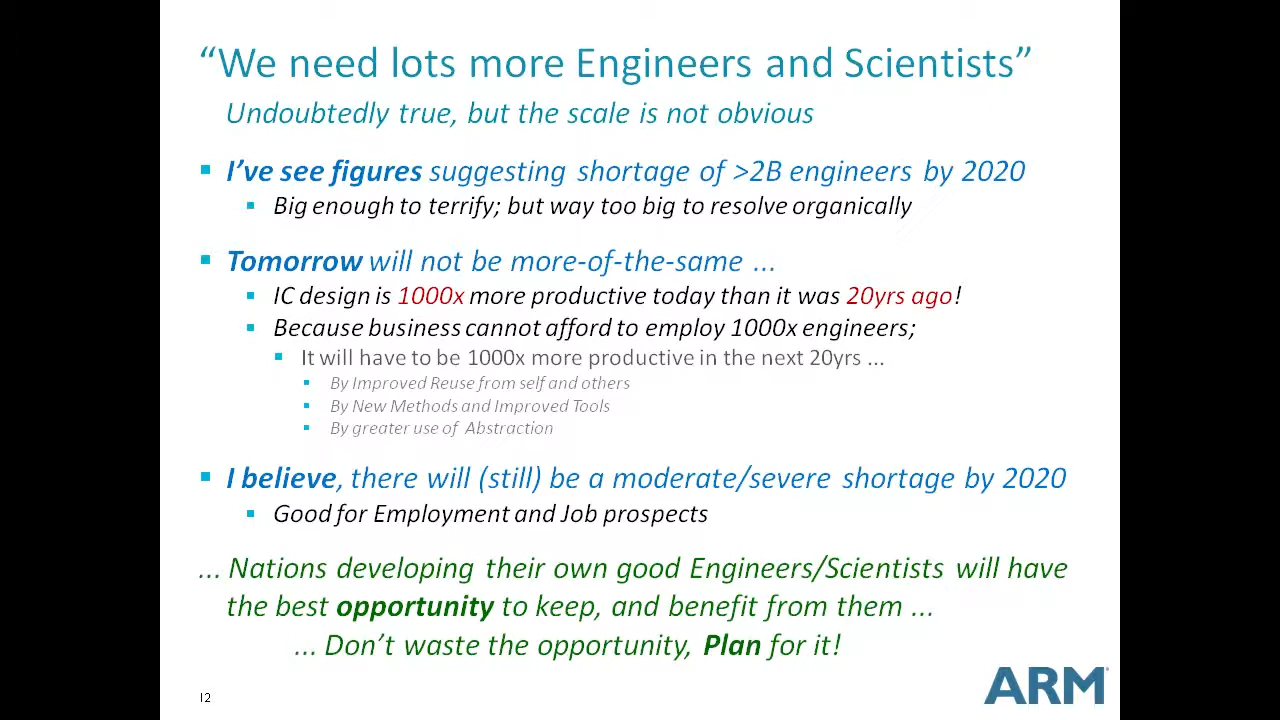 “We need lots more Engineers and Scientists”
Undoubtedly true, but the scale is not obvious
I’ve see figures suggesting shortage of >2B engineers by 2020
Big enough to terrify; but way too big to resolve organically
Tomorrow will not be more-of-the-same ...
IC design is 1000x more productive today than it was 20yrs ago!
Because business cannot afford to employ 1000x engineers;
It will have to be 1000x more productive in the next 20yrs ...
By Improved Reuse from self and others
By New Methods and Improved Tools
By greater use of Abstraction
I believe, there will (still) be a moderate/severe shortage by 2020
Good for Employment and Job prospects
... Nations developing their own good Engineers/Scientists will have
the best opportunity to keep, and benefit from them ...
... Don’t waste the opportunity, Plan for it!
12
ARM